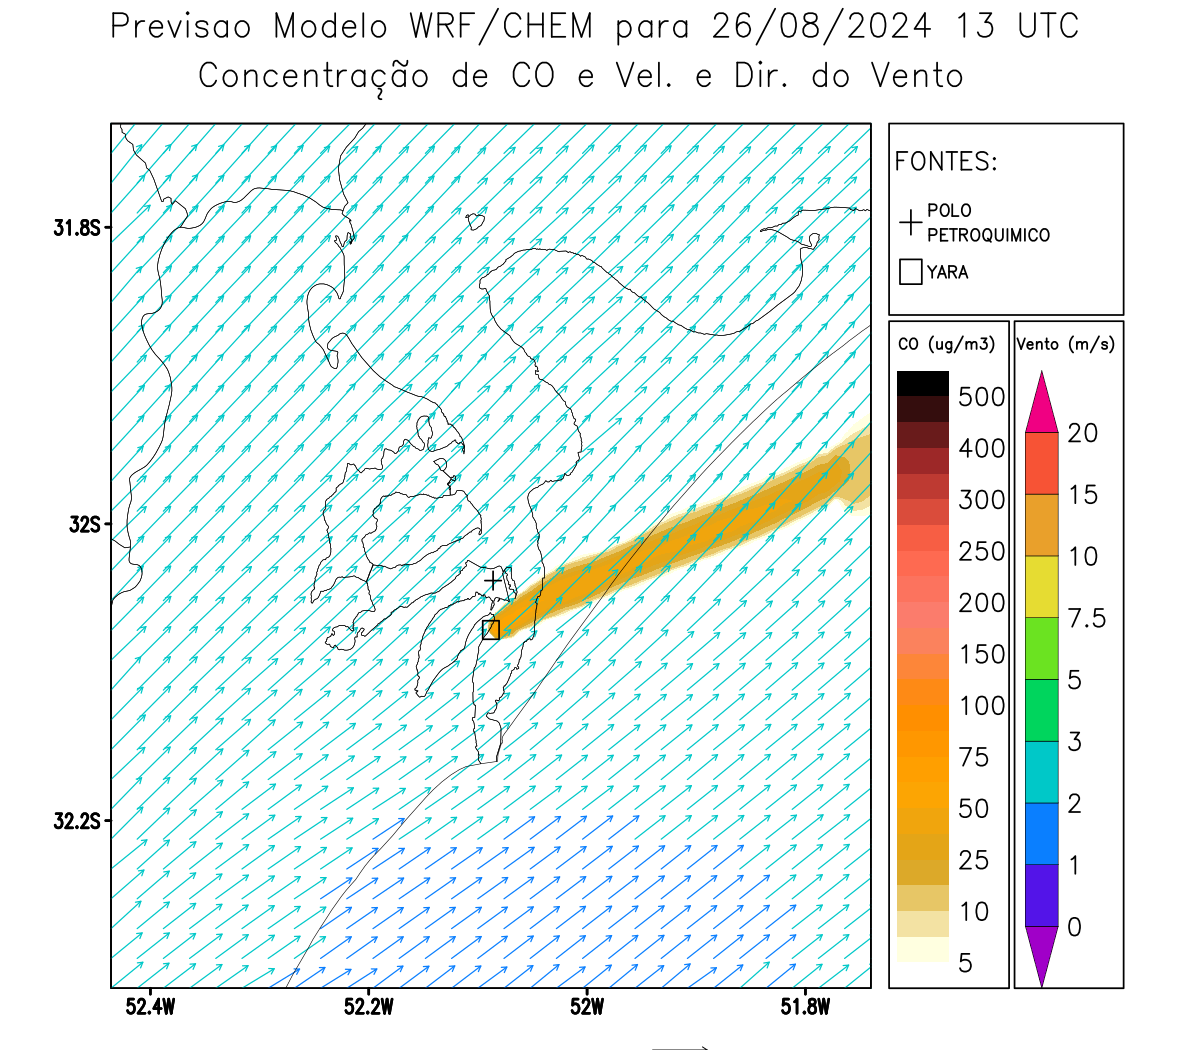 Previsao Modelo WRF/CHEM para 26/08/2024 13 UTC
Concentração de CO e Vel. e Dir. do Vento
FONTES:
POLO
PETROQUIMICO
YARA
CO (ug/m3)
500
400
300
250
200
150
100
75
50
25
10
5
Vento (m/s)
20
15
10
7.5
5
3
2
1
0
31.8S
32S
32.2S
52.4W
52.2W
52W
51.8W